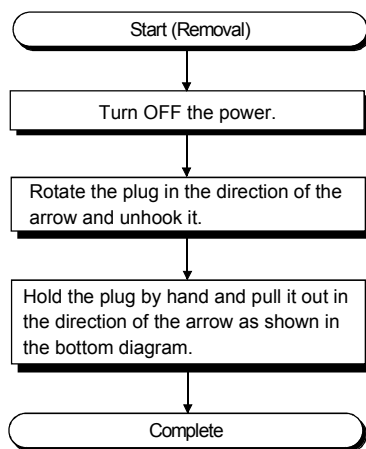 Start (Removal)
Turn OFF the power.
Rotate the plug in the direction of the
arrow and unhook it.
Hold the plug by hand and pull it out in
the direction of the arrow as shown in
the bottom diagram.
Complete